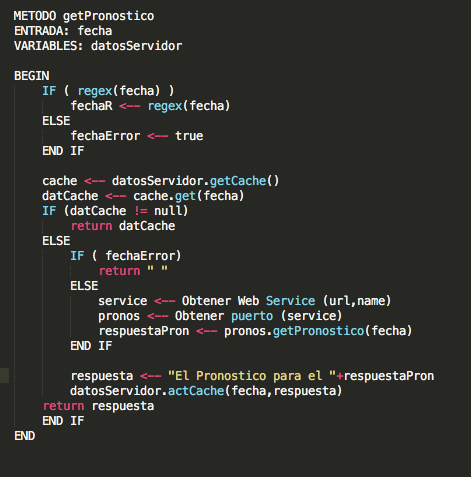 METODO getPronostico
ENTRADA: fecha
VARIABLES: datosServidor
BEGIN
IF ( regex(fecha) )
fechaR <-- regex(fecha)
ELSE
fechaError <-- true
END IF
cache <-- datosServidor.getCache()
datCache <-- cache.get(fecha)
IF (datCache != null)
return datCache
ELSE
IF ( fechaError)
return " "
ELSE
service <-- Obtener Web Service (url,name)
pronos <-- Obtener puerto (service)
respuestaPron <-- pronos.getPronostico(fecha)
END IF
respuesta <-- "El Pronostico para el "+respuestaPron
datosServidor.actCache(fecha,respuesta)
return respuesta
END IF
END